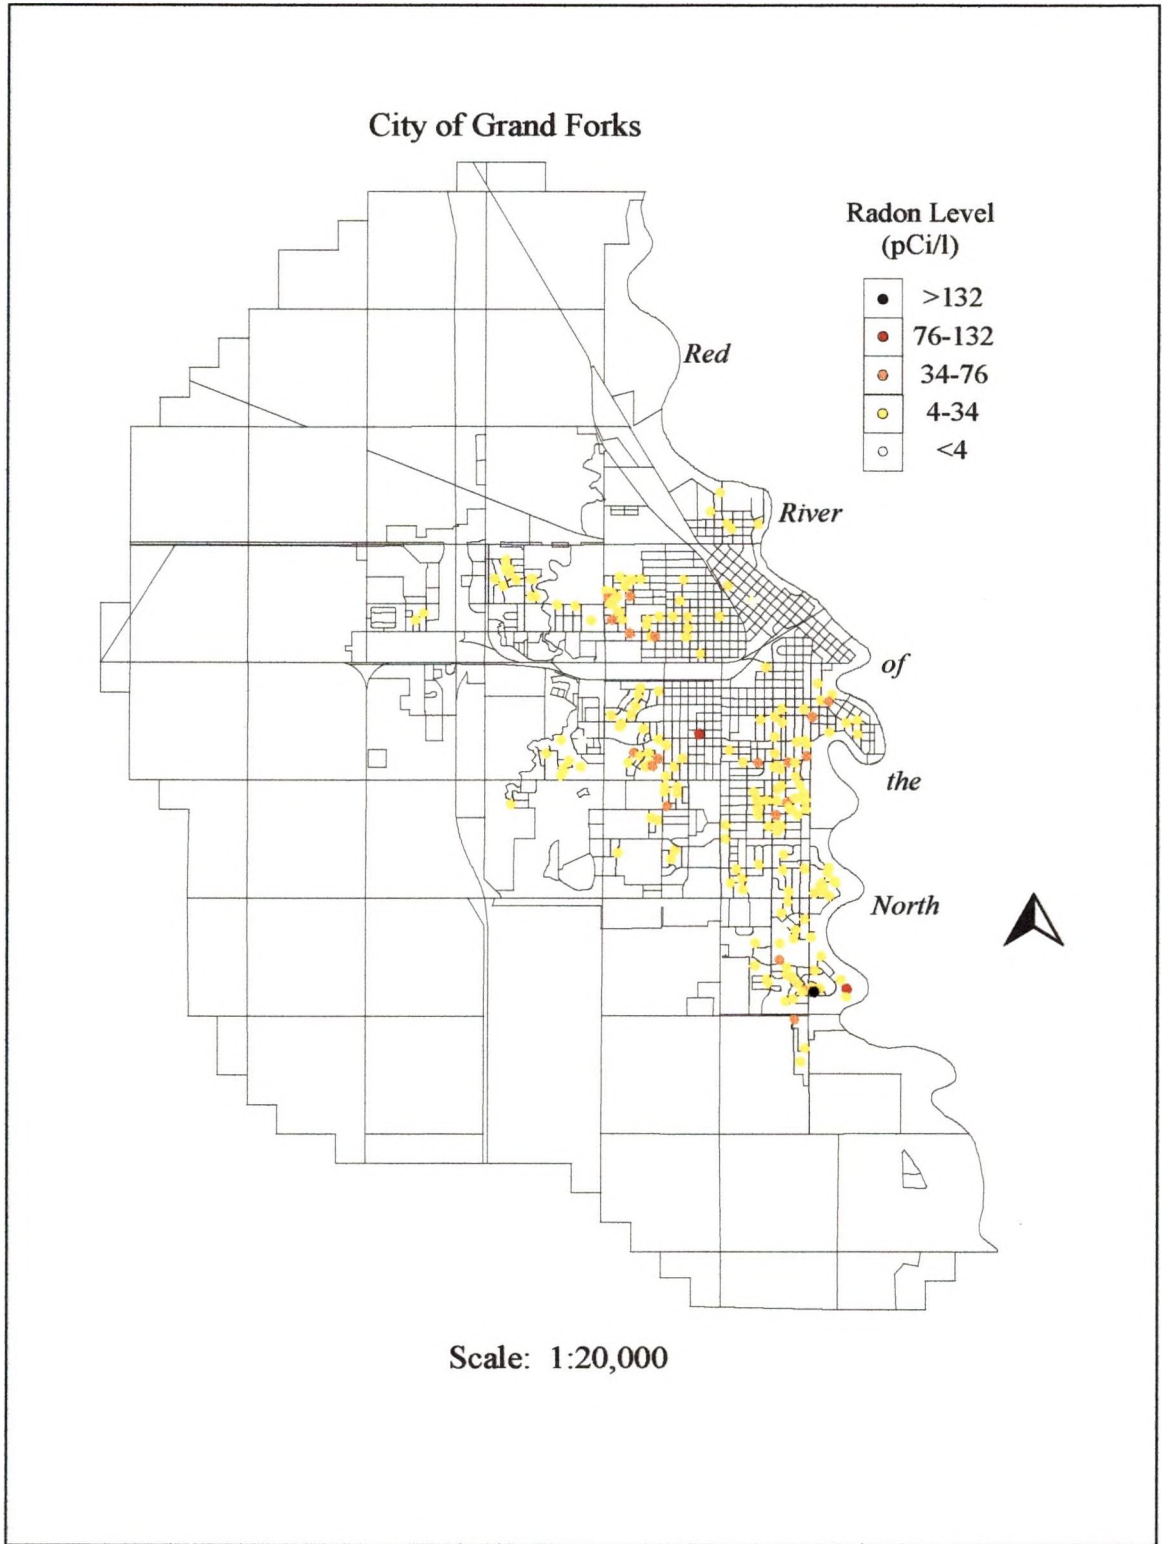 City of Grand Forks
Radon Level
(pCi/l)
>132
76-132
34-76
4-34
<4
Red
River
of
the
North
Scale: 1:20,000